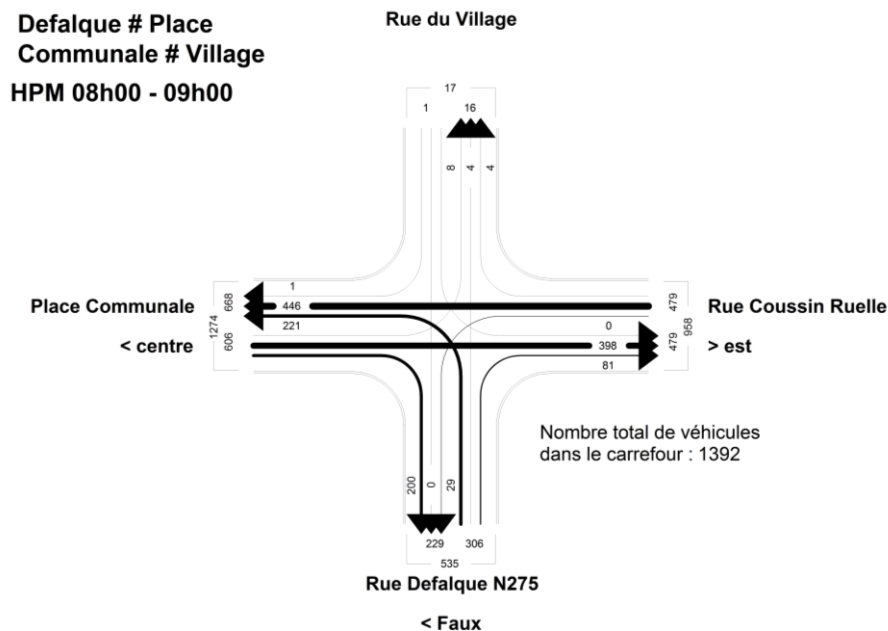 Defalque # Place
Communale # Village
HPM 08h00 - 09h00
Rue du Village
17
1 16
8 4 4
Place Communale
< centre
1274
668
606
1
446
221
0
398
81
479
479
958
Rue Coussin Ruelle
> est
Nombre total de véhicules
dans le carrefour : 1392
200 0 29
229 306
535
Rue Defalque N275
< Faux